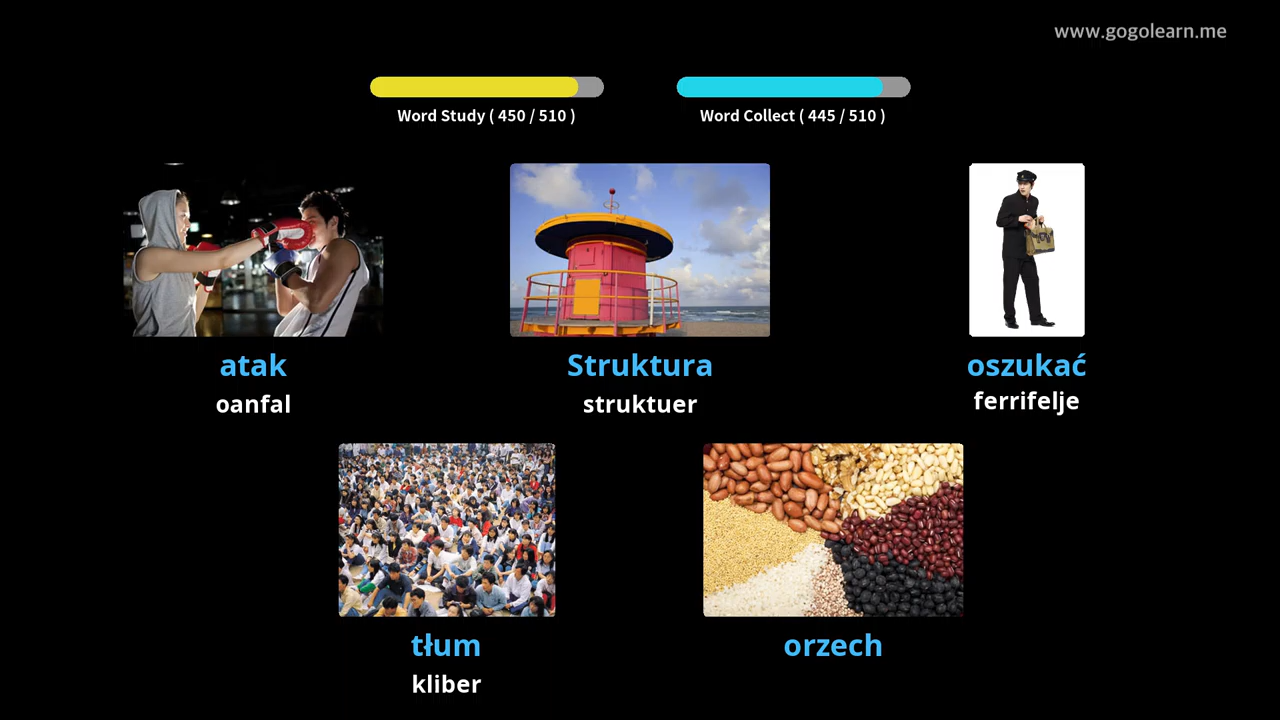 www.gogolearn.me
Word Study ( 450 / 510 )
Word Collect ( 445 / 510 )
atak
oanfal
Struktura
struktuer
oszukać
ferrifelje
tłum
kliber
orzech